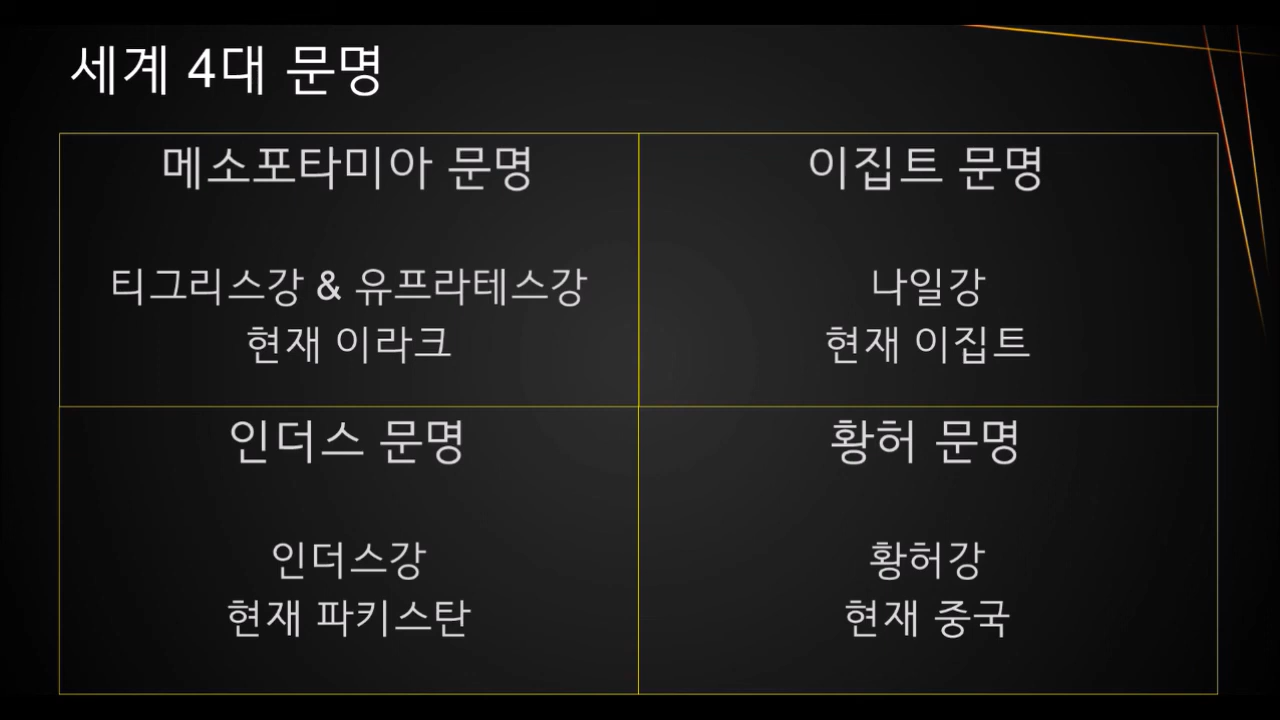 세계 4대 문명
메소포타미아 문명
티그리스강 & 유프라테스강
현재 이라크
이집트 문명
나일강
현재 이집트
인더스 문명
인더스강
현재 파키스탄
황허 문명
황허강
현재 중국